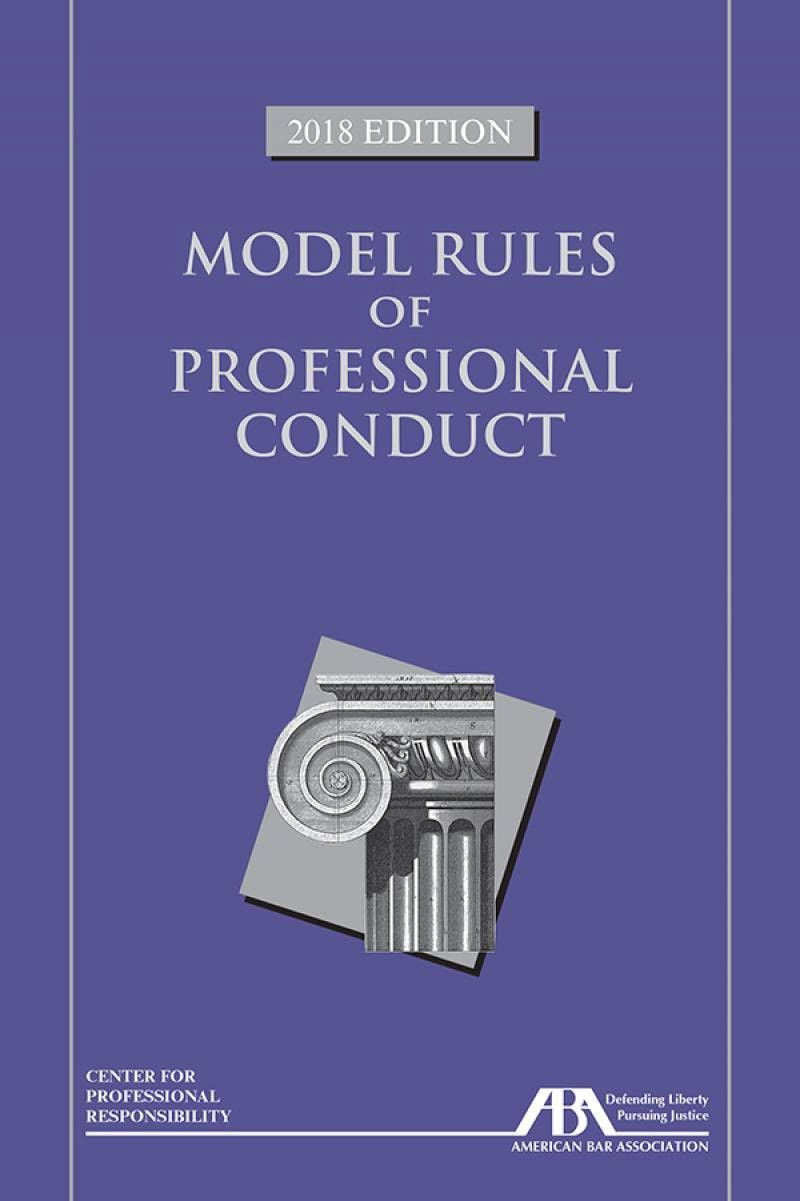 2018 EDITION
MODEL RULES
OF
PROFESSIONAL
CONDUCT
CENTER FOR
PROFESSIONAL
RESPONSIBILITY
ABA
Defending Liberty
Pursuing Justice
AMERICAN BAR ASSOCIATION